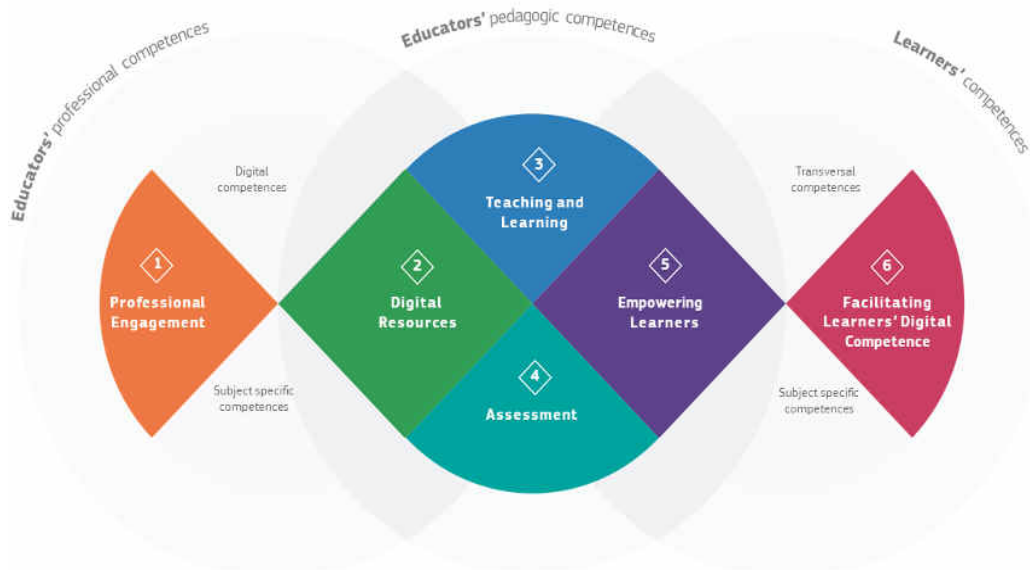 Educators' professional competences
Educators' pedagogic competences
Learners' competences
Digital
competences
Transversal
competences
1
Professional
Engagement
2
Digital
Resources
3
Teaching and
Learning
4
Assessment
5
Empowering
Learners
6
Facilitating
Learners' Digital
Competence
Subject specific
competences
Subject specific
competences